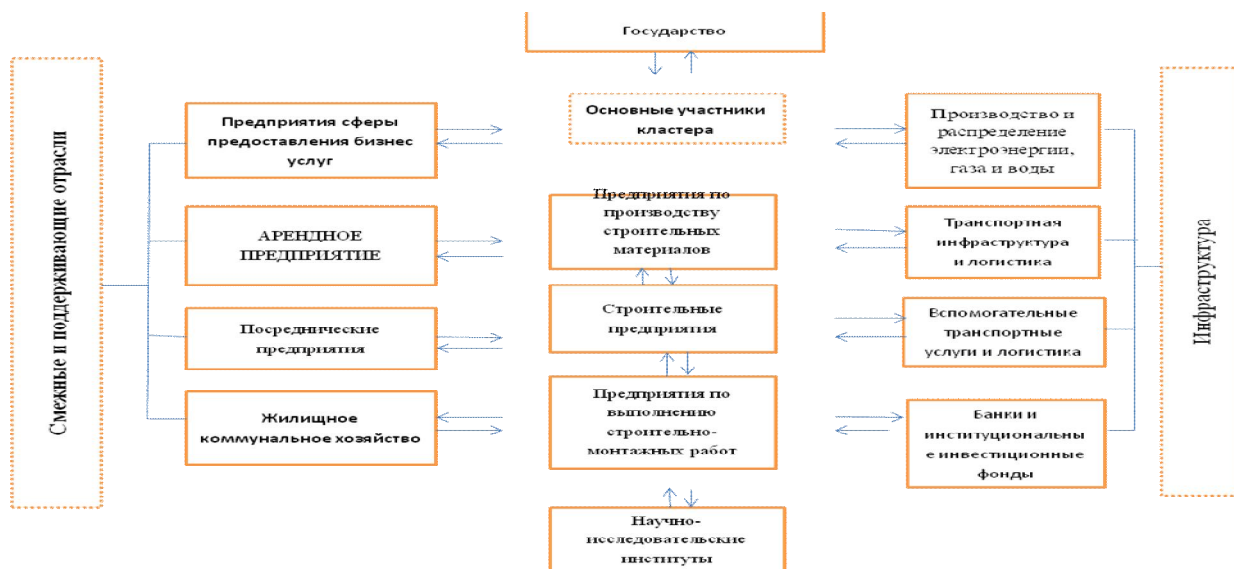 Государство
Смежные и поддерживающие отрасли
Предприятия сферы
предоставления бизнес
услуг
АРЕНДНОЕ
ПРЕДПРИЯТИЕ
Посреднические
предприятия
Жилищное
коммунальное хозяйство
Основные участники
кластера
Предприятия по
производству
строительных
материалов
Строительные
предприятия
Предприятия по
выполнению
строительно-
монтажных работ
Научно-
исследовательские
институты
Производство и
распределение
электроэнергии,
газа и воды
Транспортная
инфраструктура
и логистика
Вспомогательные
транспортные
услуги и логистика
Банки и
институциональны
е инвестиционные
фонды
Инфраструктура